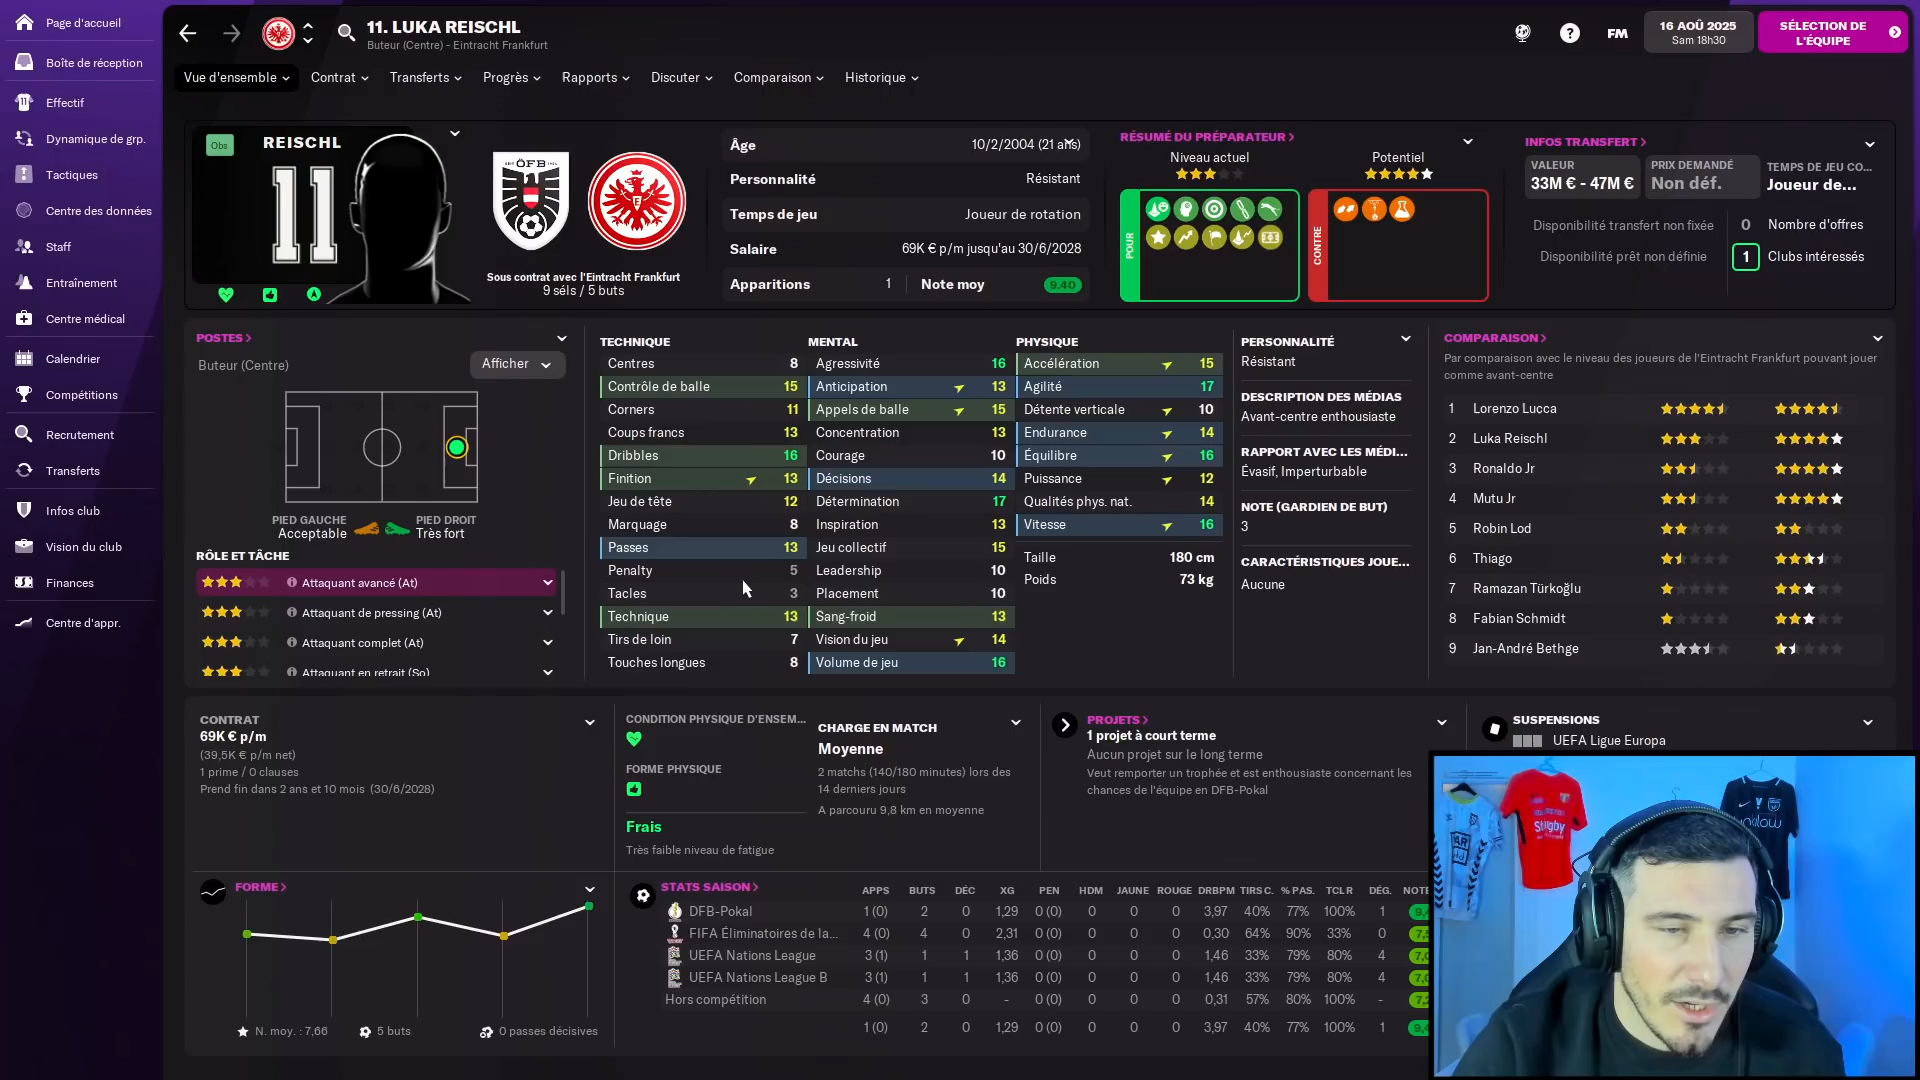 Page d'accueil
Boîte de réception
Effectif
Dynamique de grp.
Tactiques
Centre des données
Staff
Entraînement
Centre médical
Calendrier
Compétitions
Recrutement
Transferts
Infos club
Vision du club
Finances
Centre d'appr.
11. LUKA REISCHL
Buteur (Centre) - Eintracht Frankfurt
FM
16 AOÛ 2025
Sam 18h30
SÉLECTION DE L'ÉQUIPE
Vue d'ensemble
Contrat
Transferts
Progrès
Rapports
Discuter
Comparaison
Historique
Obs
REISCHL
11
ÖFB
Sous contrat avec l'Eintracht Frankfurt
9 séls / 5 buts
Âge 10/2/2004 (21 ans)
Personnalité Résistant
Temps de jeu Joueur de rotation
Salaire 69K € p/m jusqu'au 30/6/2028
Apparitions 1 Note moy 9.40
RÉSUMÉ DU PRÉPARATEUR >
Niveau actuel
Potentiel
POUR
CONTRE
INFOS TRANSFERT >
VALEUR
33M € - 47M €
PRIX DEMANDÉ
Non déf.
TEMPS DE JEU CO...
Joueur de...
Disponibilité transfert non fixée
0 Nombre d'offres
Disponibilité prêt non définie
1 Clubs intéressés
POSTES >
Buteur (Centre)
Afficher
PIED GAUCHE
Acceptable
PIED DROIT
Très fort
RÔLE ET TÂCHE
Attaquant avancé (At)
Attaquant de pressing (At)
Attaquant complet (At)
Attaquant en retrait (So)
TECHNIQUE
Centres 8
Contrôle de balle 15
Corners 11
Coups francs 13
Dribbles 16
Finition 13
Jeu de tête 12
Marquage 8
Passes 13
Penalty 5
Tacles 3
Technique 13
Tirs de loin 7
Touches longues 8
MENTAL
Agressivité 16
Anticipation 13
Appels de balle 15
Concentration 13
Courage 10
Décisions 14
Détermination 17
Inspiration 13
Jeu collectif 15
Leadership 10
Placement 10
Sang-froid 13
Vision du jeu 14
Volume de jeu 16
PHYSIQUE
Accélération 15
Agilité 17
Détente verticale 10
Endurance 14
Équilibre 16
Puissance 12
Qualités phys. nat. 14
Vitesse 16
Taille 180 cm
Poids 73 kg
PERSONNALITÉ
Résistant
DESCRIPTION DES MÉDIAS
Avant-centre enthousiaste
RAPPORT AVEC LES MÉDI...
Évasif, Imperturbable
NOTE (GARDIEN DE BUT)
3
CARACTÉRISTIQUES JOUE...
Aucune
COMPARAISON >
Par comparaison avec le niveau des joueurs de l'Eintracht Frankfurt pouvant jouer
comme avant-centre
1 Lorenzo Lucca
2 Luka Reischl
3 Ronaldo Jr
4 Mutu Jr
5 Robin Lod
6 Thiago
7 Ramazan Türkoğlu
8 Fabian Schmidt
9 Jan-André Bethge
CONTRAT
69K € p/m
(39,5K € p/m net)
1 prime / 0 clauses
Prend fin dans 2 ans et 10 mois (30/6/2028)
CONDITION PHYSIQUE D'ENSEM...
FORME PHYSIQUE
Frais
Très faible niveau de fatigue
CHARGE EN MATCH
Moyenne
2 matchs (140/180 minutes) lors des
14 derniers jours
A parcouru 9,8 km en moyenne
PROJETS >
1 projet à court terme
Aucun projet sur le long terme
Veut remporter un trophée et est enthousiaste concernant les
chances de l'équipe en DFB-Pokal
SUSPENSIONS
UEFA Ligue Europa
FORME >
N. moy. : 7,66
5 buts
0 passes décisives
STATS SAISON >
APPS BUTS DÉC XG PEN HDM JAUNE ROUGE DRBPM TIRS C. % PAS. TCL R DÉG. NOTE
DFB-Pokal 1 (0) 2 0 1,29 0 (0) 0 0 0 3,97 40% 77% 100% 1
FIFA Éliminatoires de la... 4 (0) 4 0 2,31 0 (0) 0 0 0 0,30 64% 90% 33% 0
UEFA Nations League 3 (1) 1 1 1,36 0 (0) 0 0 0 1,46 33% 79% 80% 4
UEFA Nations League B 3 (1) 1 1 1,36 0 (0) 0 0 0 1,46 33% 79% 80% 4
Hors compétition 4 (0) 3 0 - 0 (0) 0 0 0 0,31 57% 80% 100% -
1 (0) 2 0 1,29 0 (0) 0 0 0 3,97 40% 77% 100% 1
Stigby